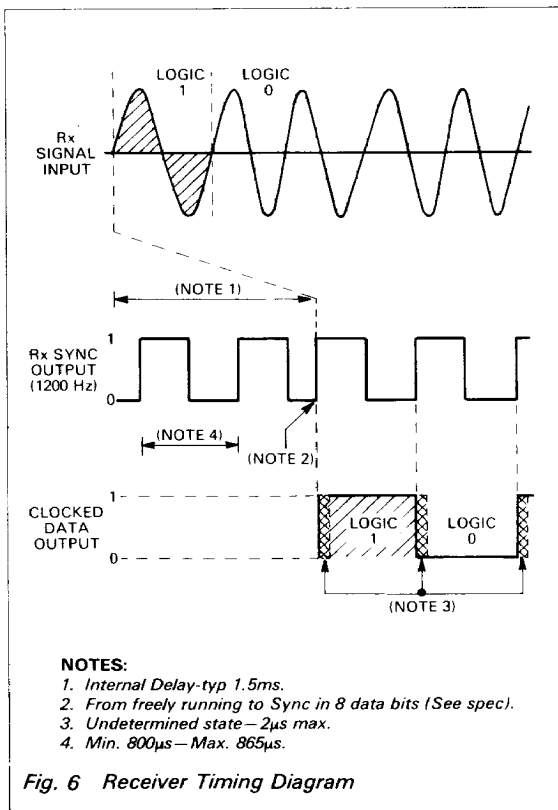 LOGIC
1
LOGIC
0
Rx
SIGNAL
INPUT
(NOTE 1)
1
Rx SYNC
OUTPUT
(1200 Hz)
0
(NOTE 4)
(NOTE 2)
1
CLOCKED
DATA
OUTPUT
0
LOGIC
1
LOGIC
0
(NOTE 3)
NOTES:
1. Internal Delay-typ 1.5ms.
2. From freely running to Sync in 8 data bits (See spec).
3. Undetermined state—2µs max.
4. Min. 800µs—Max. 865µs.
Fig. 6 Receiver Timing Diagram